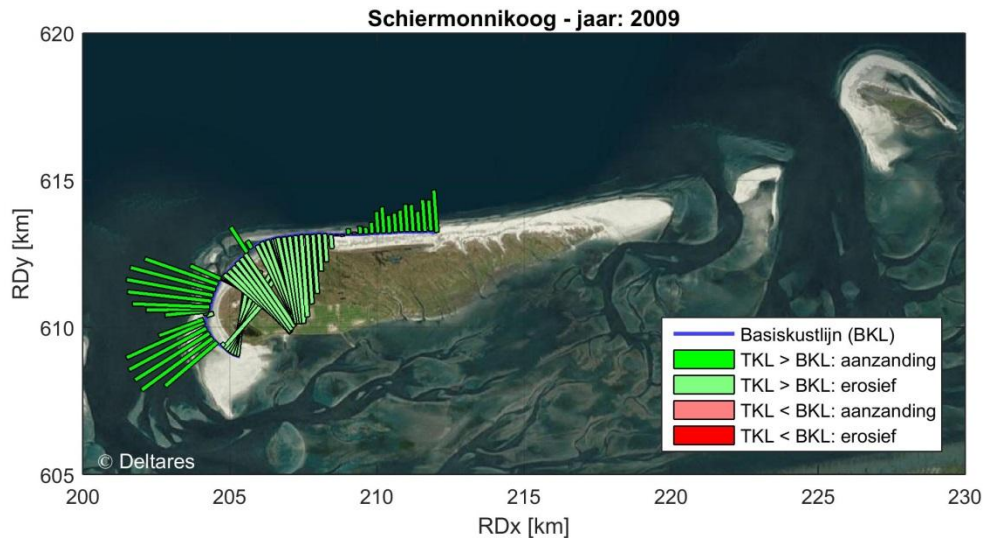 Schiermonnikoog - jaar: 2009
620
615
610
605
RDy [km]
Basiskustlijn (BKL)
TKL > BKL: aanzanding
TKL > BKL: erosief
TKL < BKL: aanzanding
TKL < BKL: erosief
© Deltares
200
205
210
215
220
225
230
RDx [km]